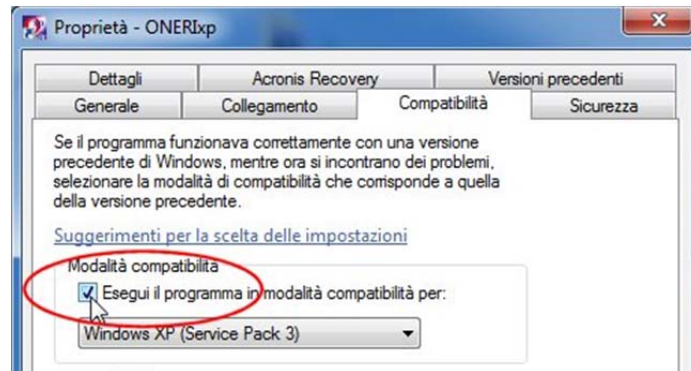 Proprietà - ONERIxp
Dettagli Acronis Recovery Versioni precedenti
Generale Collegamento Compatibilità Sicurezza
Se il programma funzionava correttamente con una versione
precedente di Windows, mentre ora si incontrano dei problemi,
selezionare la modalità di compatibilità che corrisponde a quella
della versione precedente.
Suggerimenti per la scelta delle impostazioni
Modalità compatibilità
Esegui il programma in modalità compatibilità per:
Windows XP (Service Pack 3)